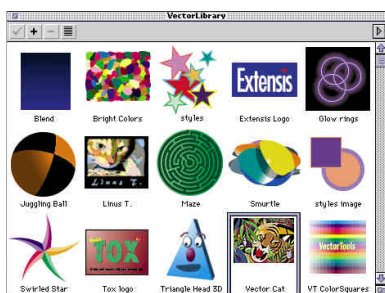 VectorLibrary
Blend
Bright Colors
styles
Extensis
Extensis Logo
Glow rings
Juggling Ball
Linus T.
Linus T.
Maze
Smurtle
styles image
Swirled Star
TOX
Tox logo
Triangle Head 3D
Vector Cat
VectorTools
VT ColorSquares